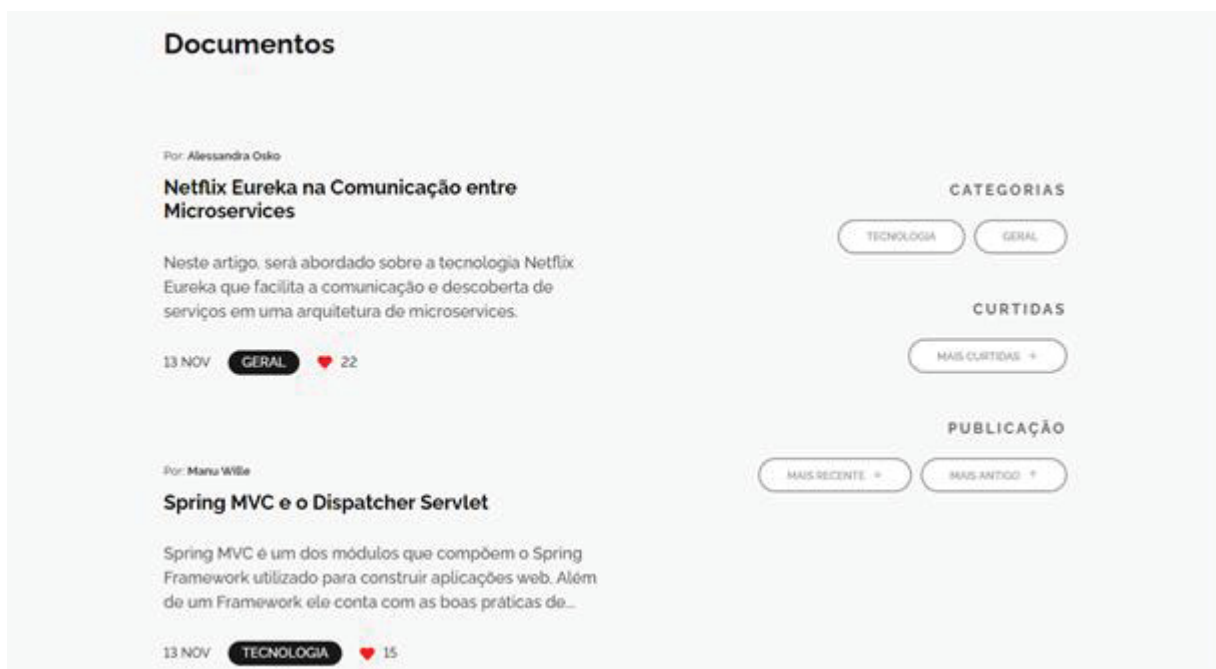 Documentos
Por: Alessandra Osko
Netflix Eureka na Comunicação entre
Microservices
Neste artigo, será abordado sobre a tecnologia Netflix
Eureka que facilita a comunicação e descoberta de
serviços em uma arquitetura de microservices.
13 NOV GERAL 22
Por: Manu Wille
Spring MVC e o Dispatcher Servlet
Spring MVC é um dos módulos que compõem o Spring
Framework utilizado para construir aplicações web. Além
de um Framework ele conta com as boas práticas de...
13 NOV TECNOLOGIA 15
CATEGORIAS
TECNOLOGIA GERAL
CURTIDAS
MAIS CURTIDAS
PUBLICAÇÃO
MAIS RECENTE MAIS ANTIGO